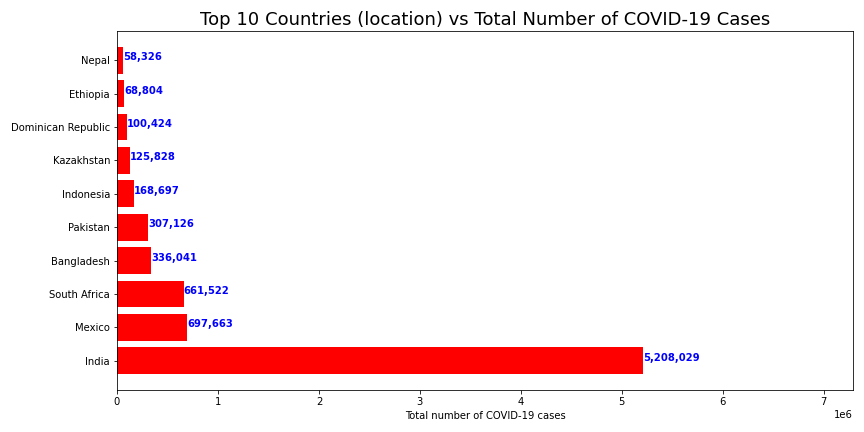 Top 10 Countries (location) vs Total Number of COVID-19 Cases
Nepal 58,326
Ethiopia 68,804
Dominican Republic 100,424
Kazakhstan 125,828
Indonesia 168,697
Pakistan 307,126
Bangladesh 336,041
South Africa 661,522
Mexico 697,663
India 5,208,029
0 1 2 3 4 5 6 7
1e6
Total number of COVID-19 cases